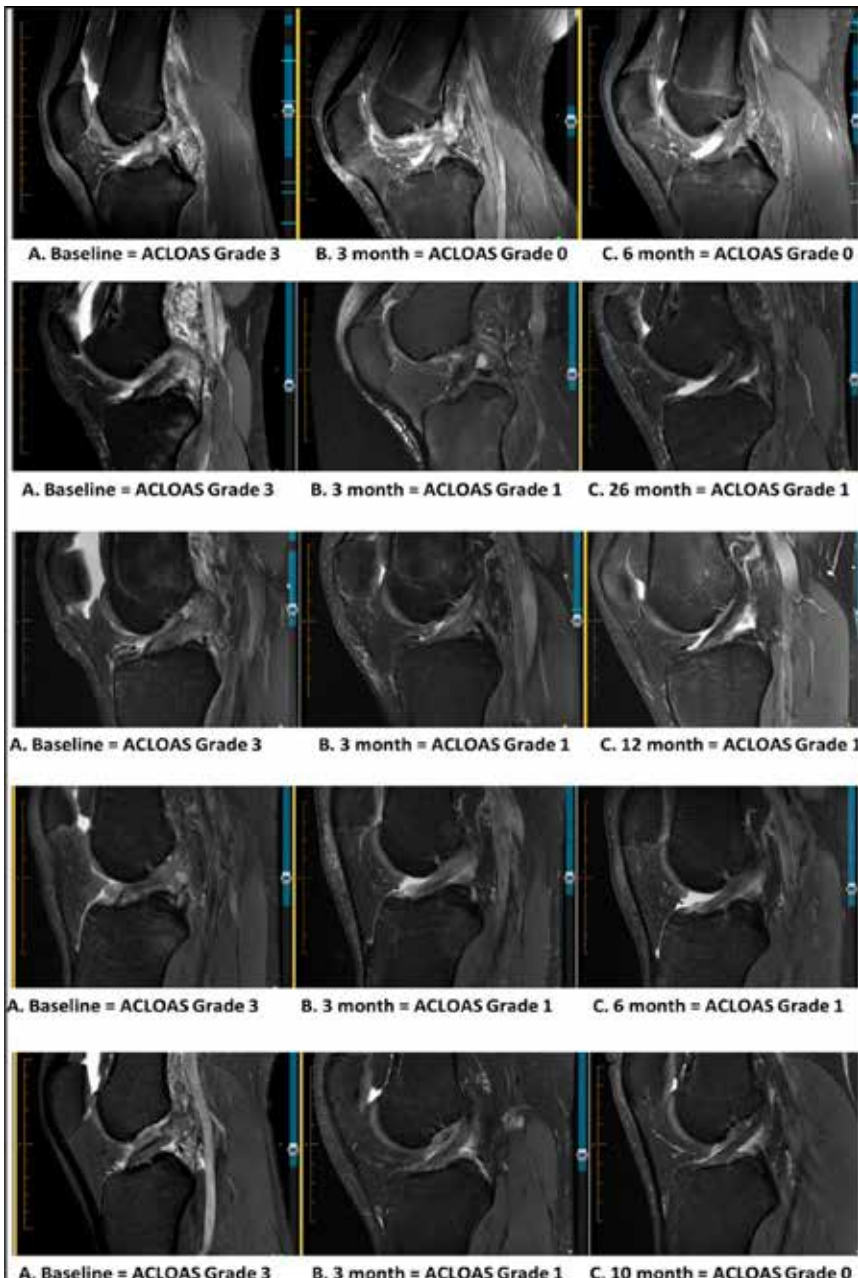 A. Baseline = ACLOAS Grade 3 B. 3 month = ACLOAS Grade 0 C. 6 month = ACLOAS Grade 0
A. Baseline = ACLOAS Grade 3 B. 3 month = ACLOAS Grade 1 C. 26 month = ACLOAS Grade 1
A. Baseline = ACLOAS Grade 3 B. 3 month = ACLOAS Grade 1 C. 12 month = ACLOAS Grade 1
A. Baseline = ACLOAS Grade 3 B. 3 month = ACLOAS Grade 1 C. 6 month = ACLOAS Grade 1
A. Baseline = ACLOAS Grade 3 B. 3 month = ACLOAS Grade 1 C. 10 month = ACLOAS Grade 0